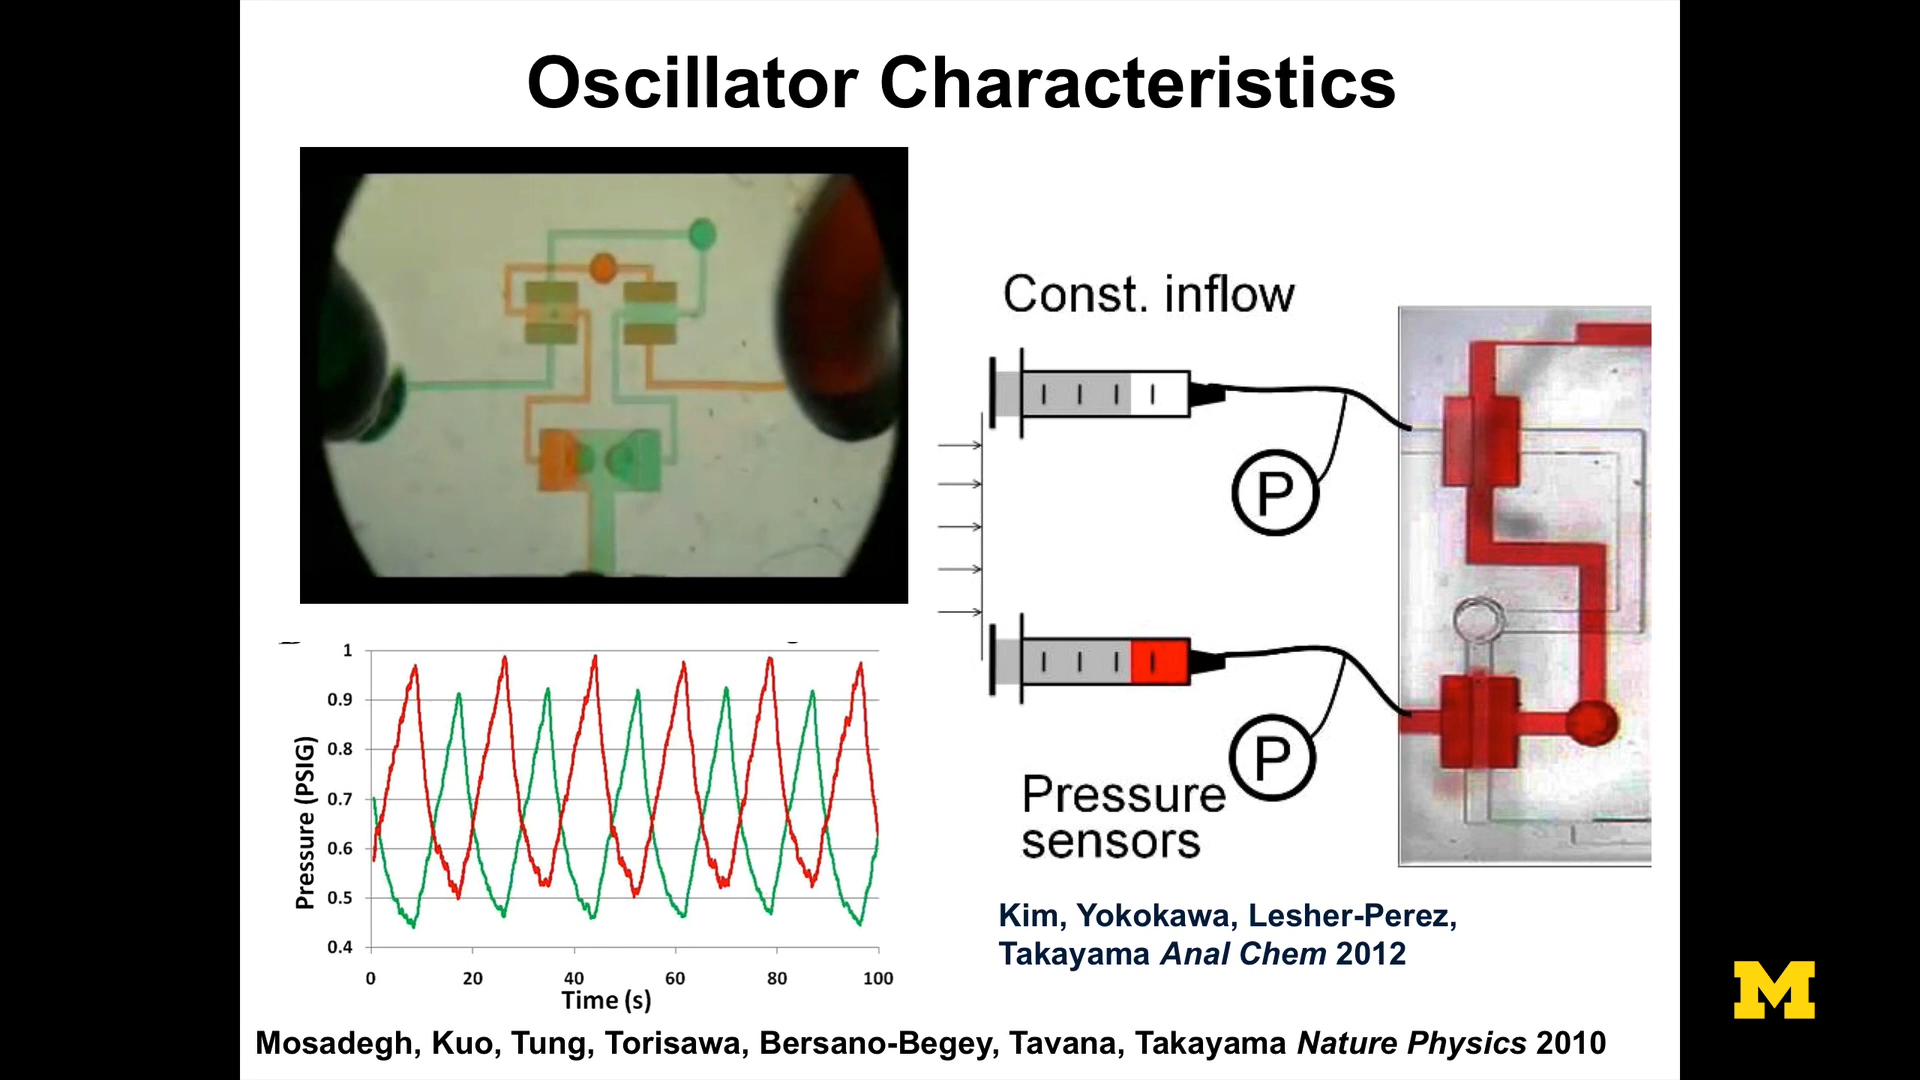 Oscillator Characteristics
Const. inflow
P
P
Pressure
sensors
1
0.9
0.8
0.7
0.6
0.5
0.4
Pressure (PSIG)
0 20 40 60 80 100
Time (s)
Kim, Yokokawa, Lesher-Perez,
Takayama Anal Chem 2012
Mosadegh, Kuo, Tung, Torisawa, Bersano-Begey, Tavana, Takayama Nature Physics 2010
M